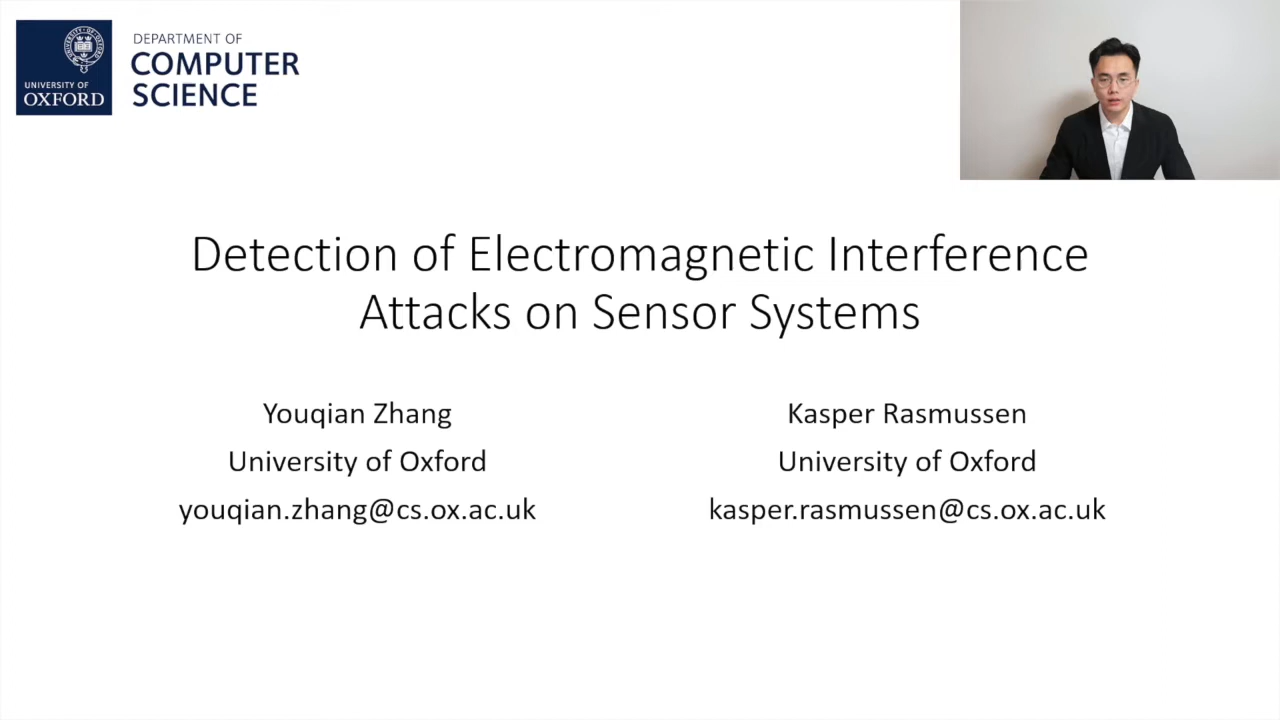 DEPARTMENT OF
COMPUTER
SCIENCE
UNIVERSITY OF
OXFORD
Detection of Electromagnetic Interference
Attacks on Sensor Systems
Youqian Zhang
University of Oxford
youqian.zhang@cs.ox.ac.uk
Kasper Rasmussen
University of Oxford
kasper.rasmussen@cs.ox.ac.uk